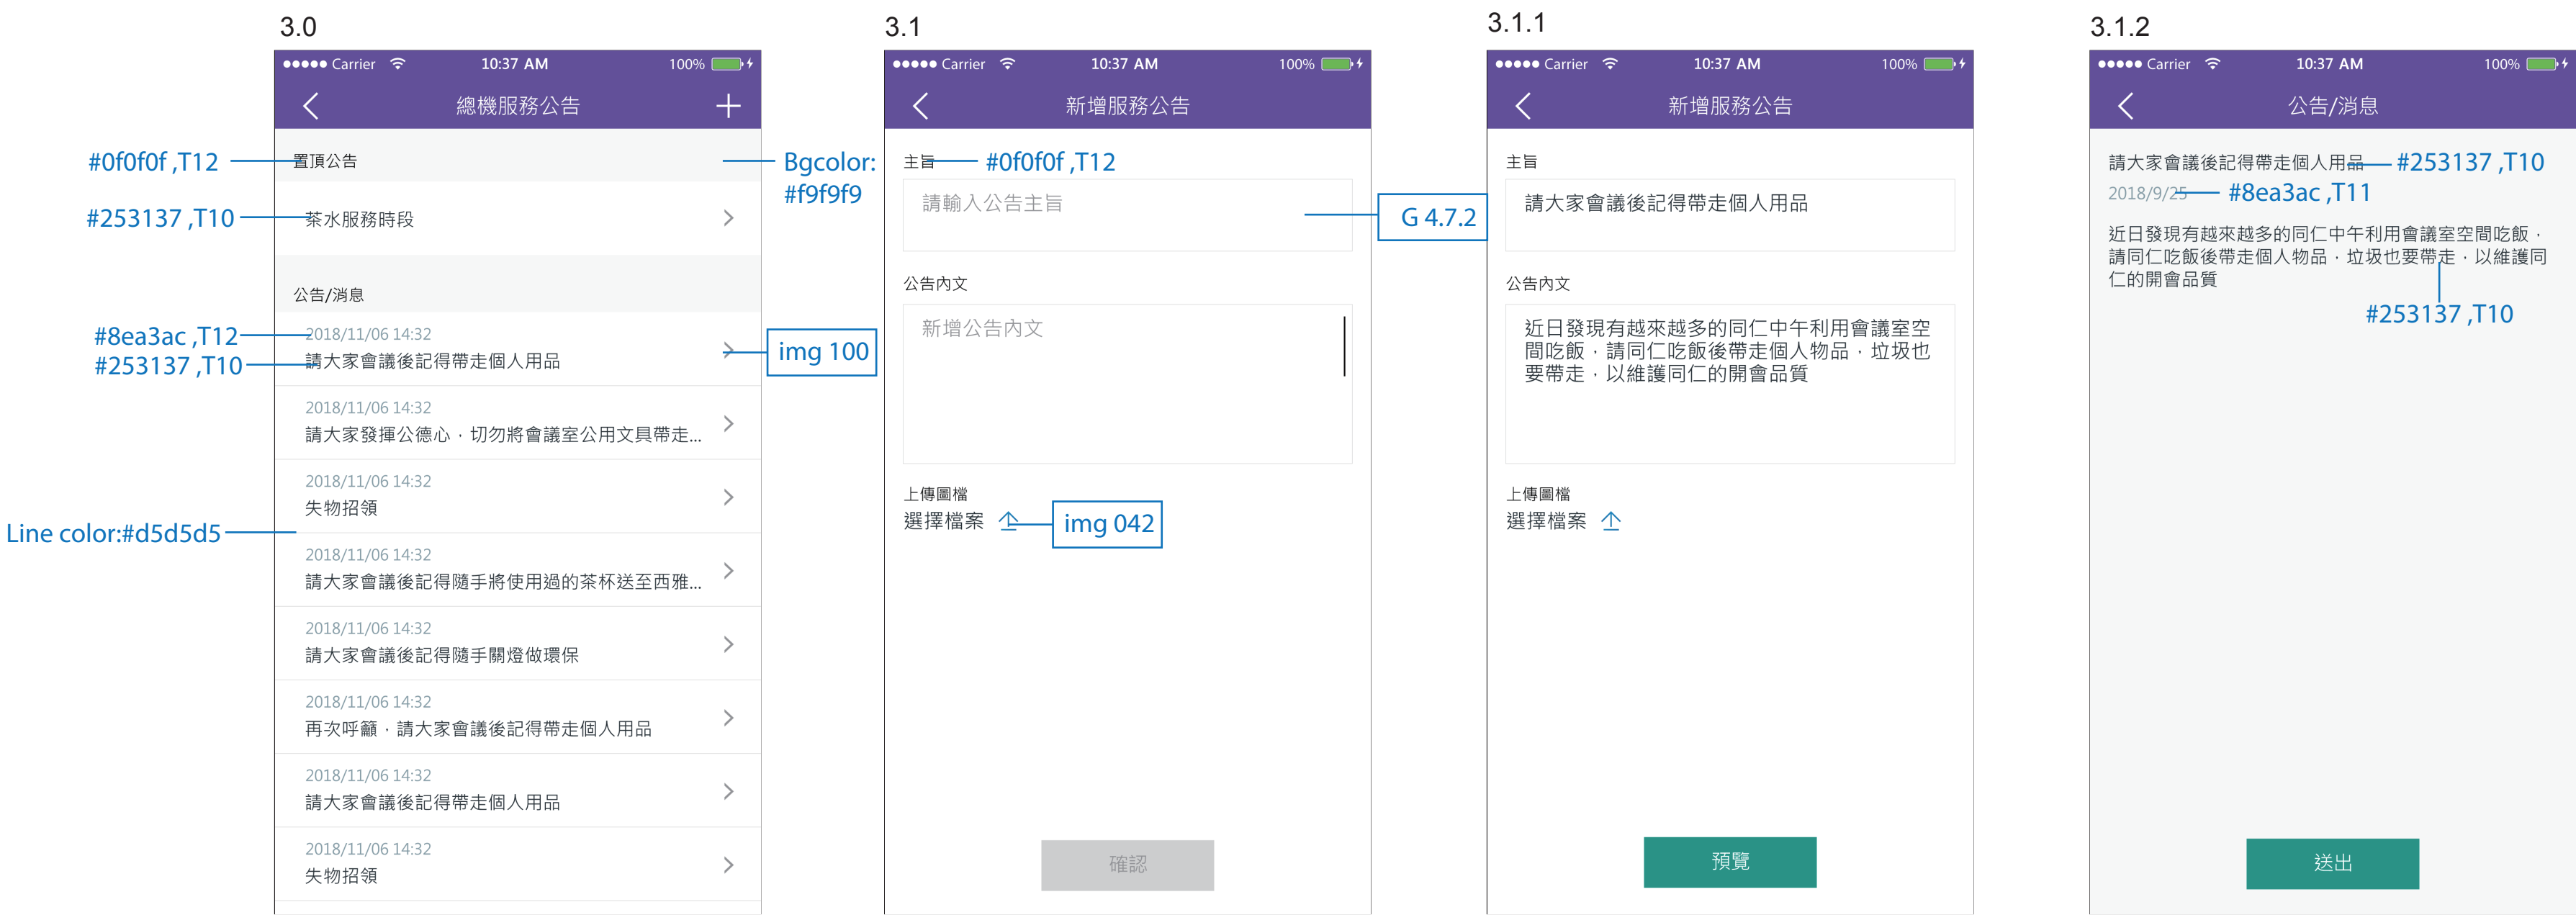 3.0
●●●●● Carrier 10:37 AM 100%
總機服務公告
置頂公告
茶水服務時段
公告/消息
2018/11/06 14:32
請大家會議後記得帶走個人用品
2018/11/06 14:32
請大家發揮公德心，切勿將會議室公用文具帶走...
2018/11/06 14:32
失物招領
2018/11/06 14:32
請大家會議後記得隨手將使用過的茶杯送至西雅...
2018/11/06 14:32
請大家會議後記得隨手關燈做環保
2018/11/06 14:32
再次呼籲，請大家會議後記得帶走個人用品
2018/11/06 14:32
請大家會議後記得帶走個人用品
2018/11/06 14:32
失物招領
#0f0f0f ,T12
#253137 ,T10
#8ea3ac ,T12
#253137 ,T10
Line color:#d5d5d5
Bgcolor:
#f9f9f9
img 100
3.1
●●●●● Carrier 10:37 AM 100%
新增服務公告
主旨
#0f0f0f ,T12
請輸入公告主旨
G 4.7.2
公告內文
新增公告內文
上傳圖檔
選擇檔案
img 042
確認
3.1.1
●●●●● Carrier 10:37 AM 100%
新增服務公告
主旨
請大家會議後記得帶走個人用品
公告內文
近日發現有越來越多的同仁中午利用會議室空
間吃飯，請同仁吃飯後帶走個人物品，垃圾也
要帶走，以維護同仁的開會品質
上傳圖檔
選擇檔案
預覽
3.1.2
●●●●● Carrier 10:37 AM 100%
公告/消息
請大家會議後記得帶走個人用品
#253137 ,T10
2018/9/25
#8ea3ac ,T11
近日發現有越來越多的同仁中午利用會議室空間吃飯，
請同仁吃飯後帶走個人物品，垃圾也要帶走，以維護同
仁的開會品質
#253137 ,T10
送出